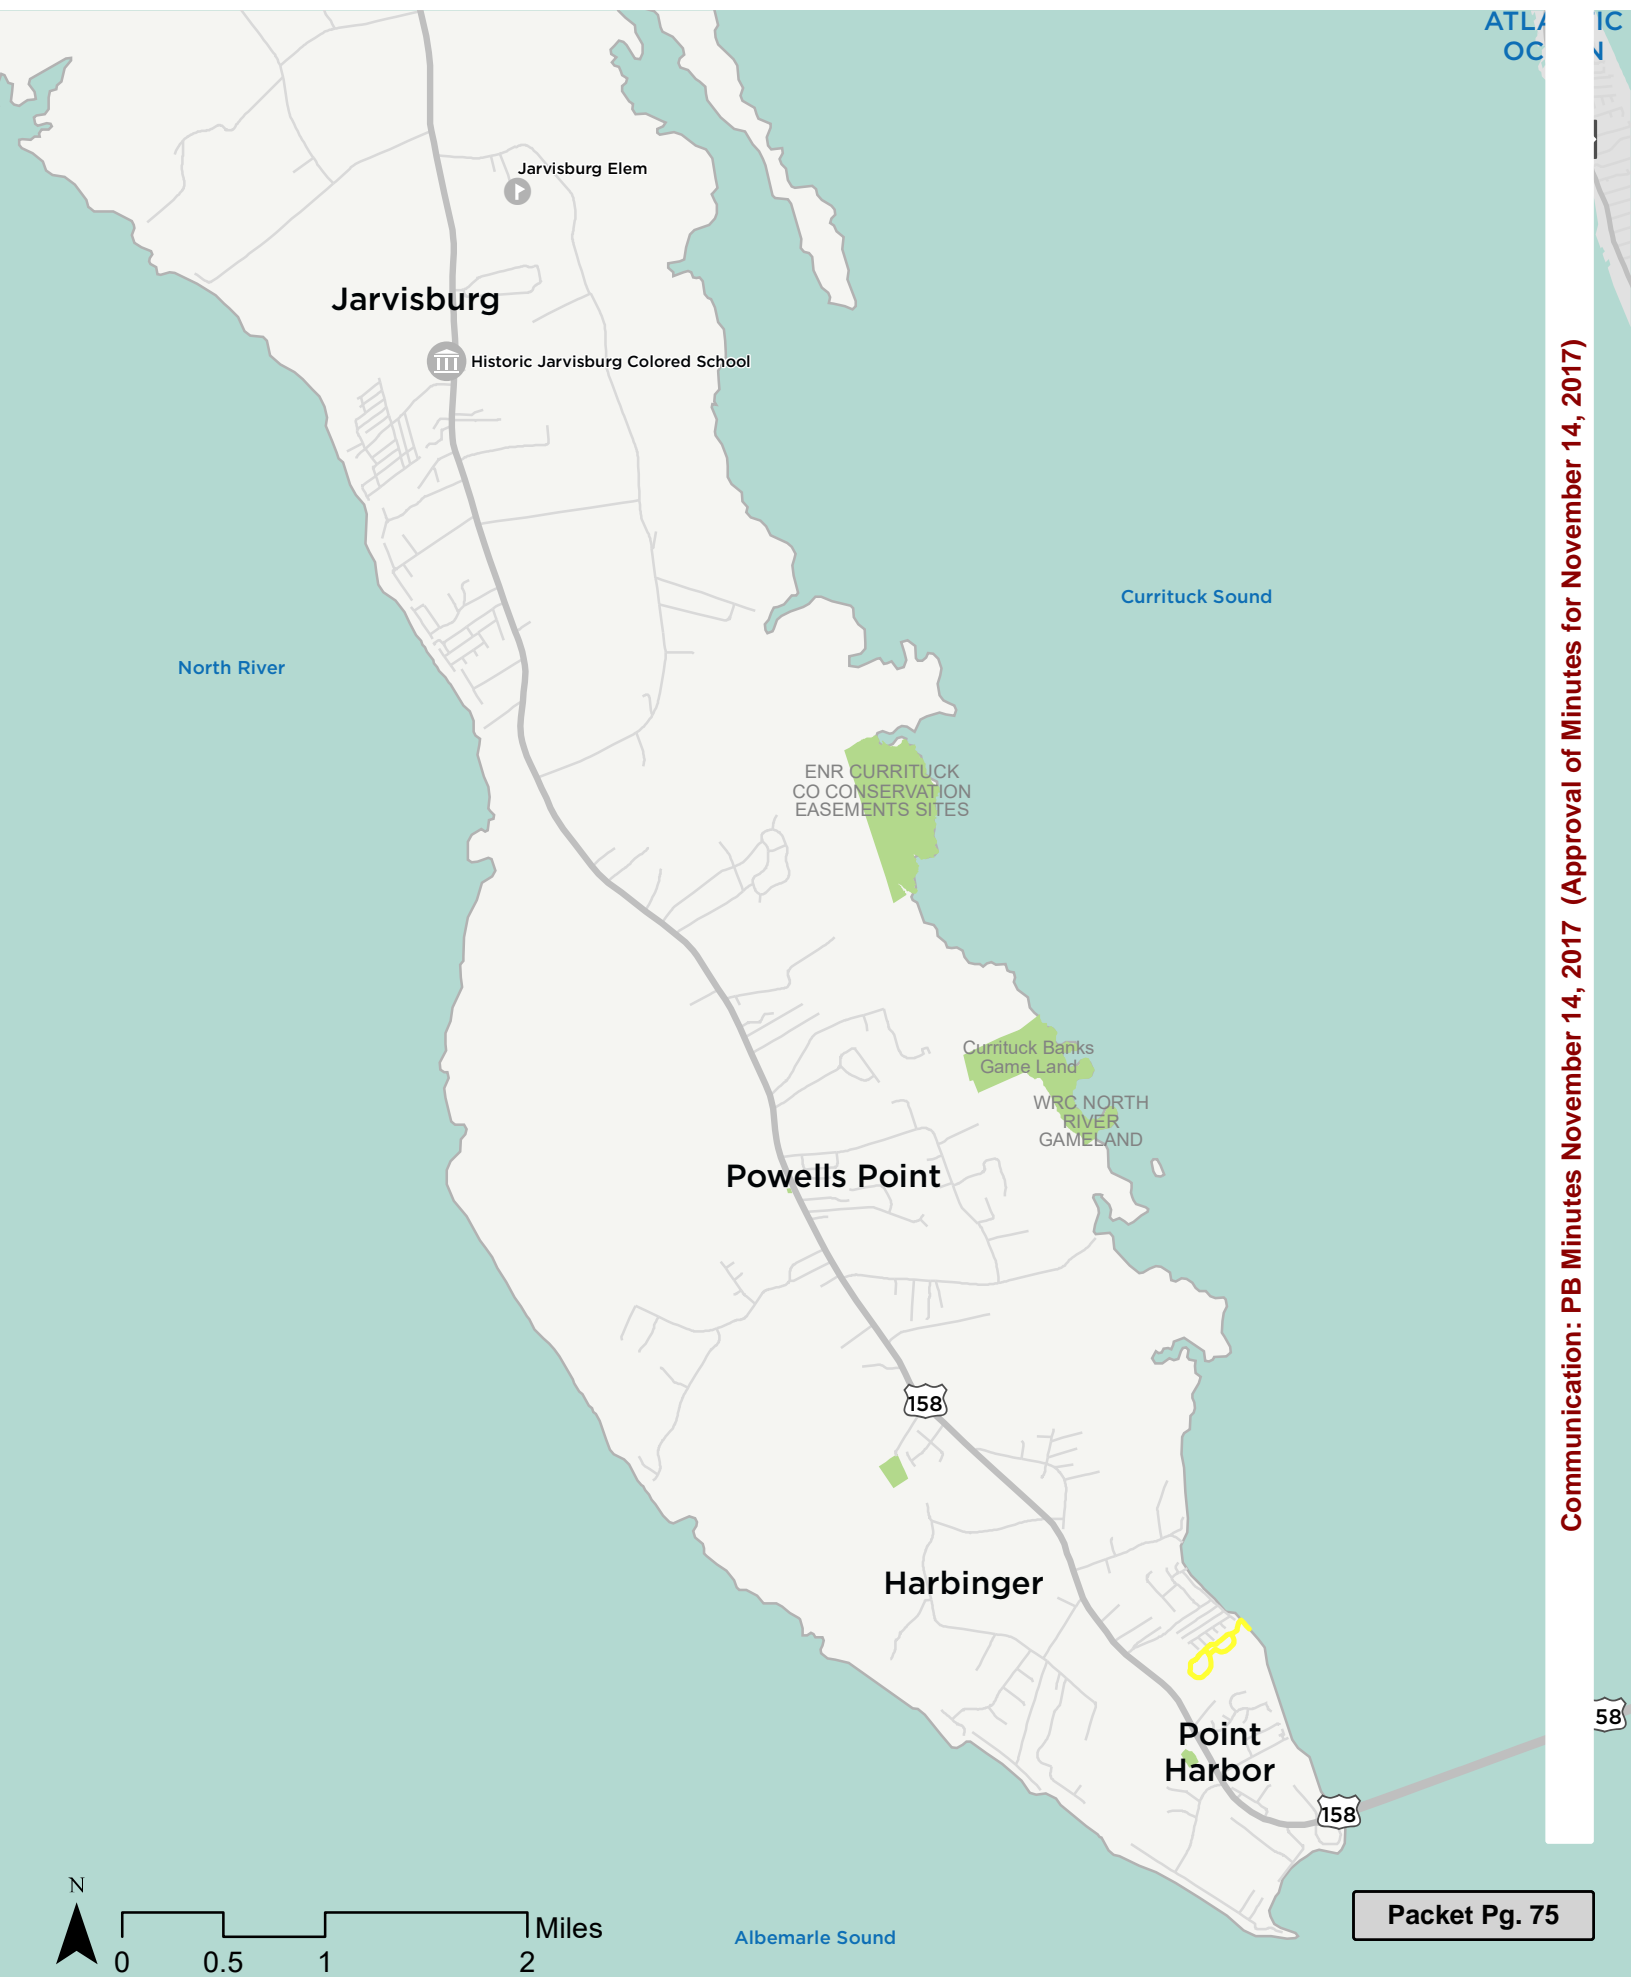 ATLA IC
OC N
Jarvisburg Elem
Jarvisburg
Historic Jarvisburg Colored School
Currituck Sound
North River
ENR CURRITUCK
CO CONSERVATION
EASEMENTS SITES
Currituck Banks
Game Land
WRC NORTH
RIVER
GAMELAND
Powells Point
158
Harbinger
Point
Harbor
58
158
Communication: PB Minutes November 14, 2017 (Approval of Minutes for November 14, 2017)
N
Miles
0 0.5 1 2
Albemarle Sound
Packet Pg. 75